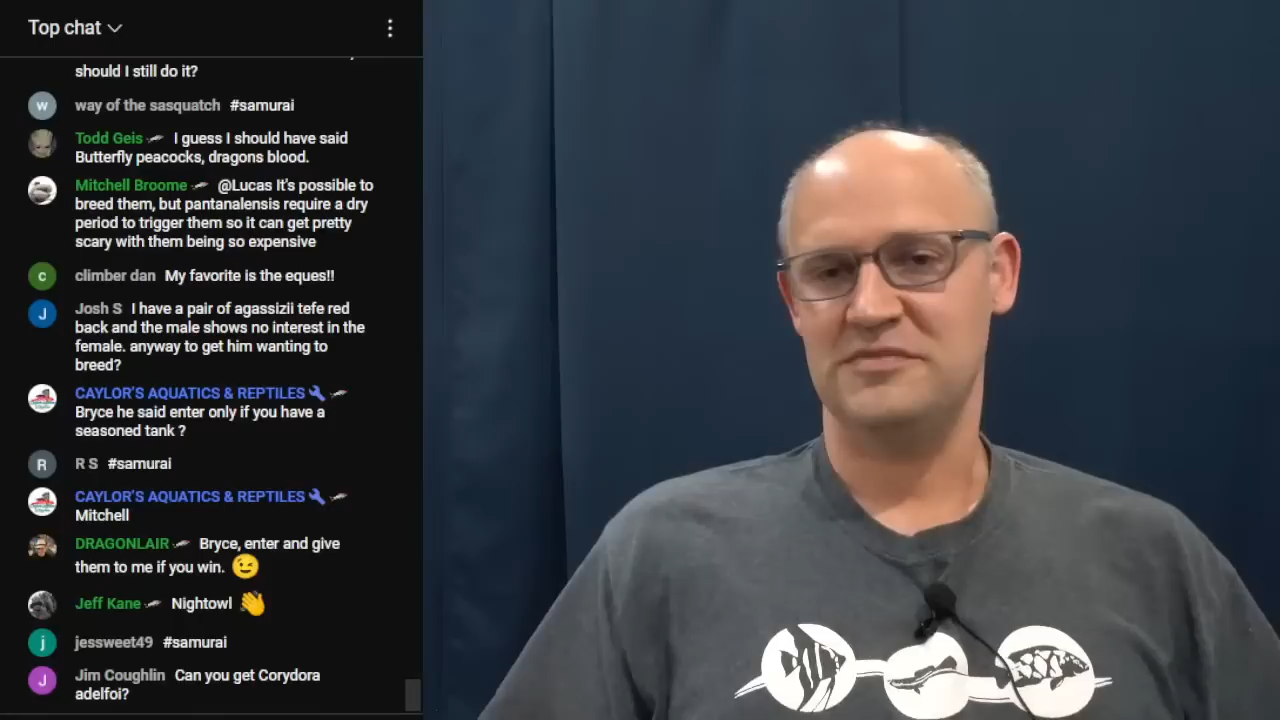 Top chat
should I still do it?
w way of the sasquatch #samurai
Todd Geis I guess I should have said
Butterfly peacocks, dragons blood.
Mitchell Broome @Lucas It's possible to
breed them, but pantanalensis require a dry
period to trigger them so it can get pretty
scary with them being so expensive
c climber dan My favorite is the eques!!
J Josh S I have a pair of agassizii tefe red
back and the male shows no interest in the
female. anyway to get him wanting to
breed?
CAYLOR'S AQUATICS & REPTILES
Bryce he said enter only if you have a
seasoned tank ?
R R S #samurai
CAYLOR'S AQUATICS & REPTILES
Mitchell
DRAGONLAIR Bryce, enter and give
them to me if you win. 😉
Jeff Kane Nightowl 👋
j jessweet49 #samurai
J Jim Coughlin Can you get Corydora
adelfoi?